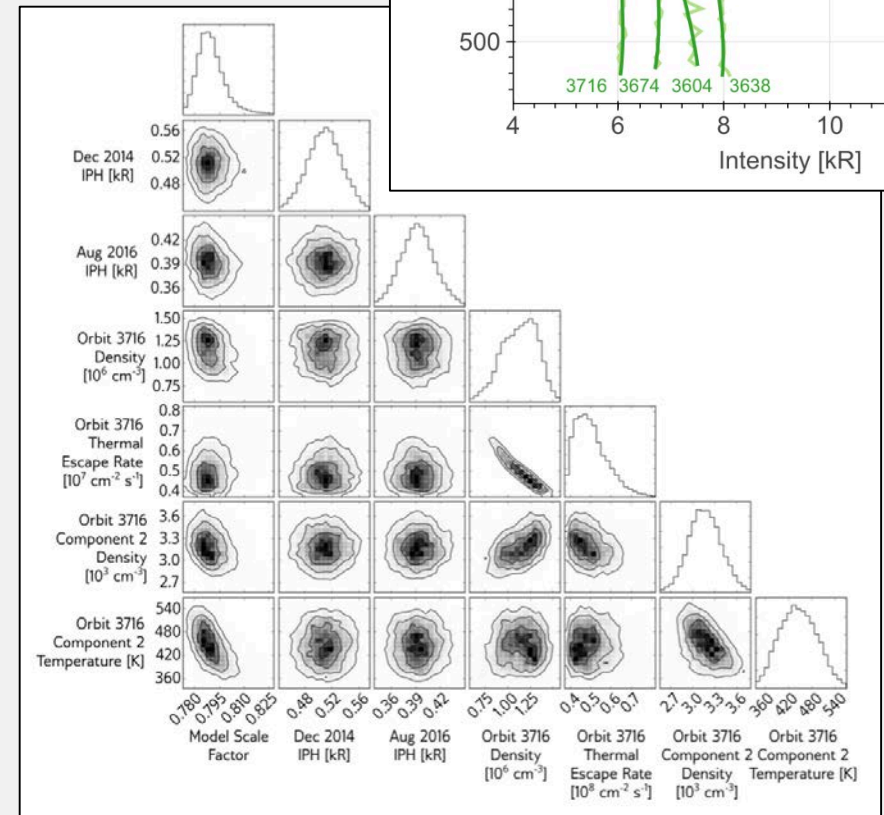 500
3716 3674 3604 3638
4 6 8 10
Intensity [kR]
0.56
Dec 2014
IPH [kR]
0.52
0.48
0.42
Aug 2016
IPH [kR]
0.39
0.36
1.50
Orbit 3716
Density
[10⁶ cm⁻³]
1.25
1.00
0.75
0.8
Orbit 3716
Thermal
Escape Rate
[10⁷ cm⁻² s⁻¹]
0.7
0.6
0.5
0.4
3.6
Orbit 3716
Component 2
Density
[10³ cm⁻³]
3.3
3.0
2.7
540
Orbit 3716
Component 2
Temperature [K]
480
420
360
0.780 0.795 0.810 0.825 0.48 0.52 0.56 0.36 0.39 0.42 0.75 1.00 1.25 0.4 0.5 0.6 0.7 2.7 3.0 3.3 3.6 360 420 480 540
Model Scale
Factor
Dec 2014
IPH [kR]
Aug 2016
IPH [kR]
Orbit 3716
Density
[10⁶ cm⁻³]
Orbit 3716
Thermal
Escape Rate
[10⁸ cm⁻² s⁻¹]
Orbit 3716
Component 2
Density
[10³ cm⁻³]
Orbit 3716
Component 2
Temperature [K]